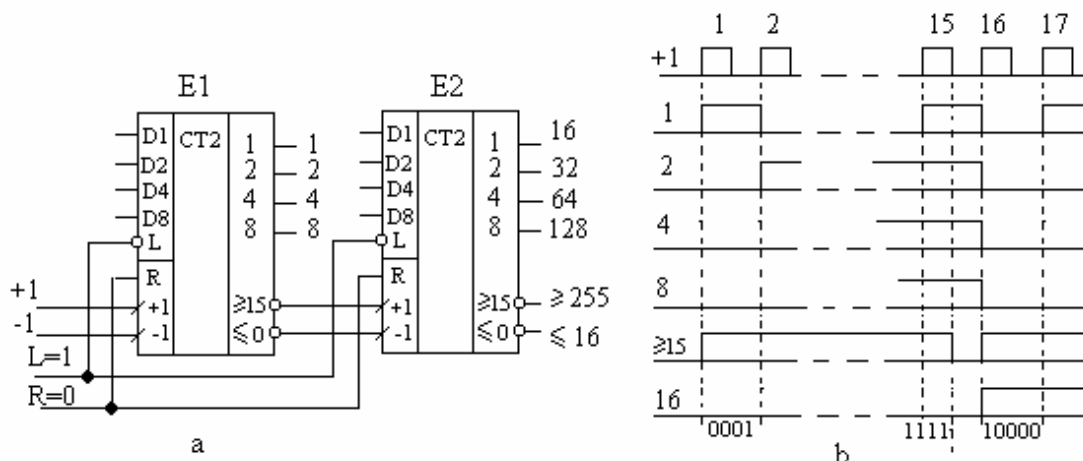 E1
D1 CT2 1 1
D2 2 2
D4 4 4
D8 8 8
L
R
+1 +1 ≥15
-1 -1 ≤0
L=1
R=0
E2
D1 CT2 1 16
D2 2 32
D4 4 64
D8 8 128
L
R
+1 ≥15 ≥255
-1 ≤0 ≤16
a
1 2 15 16 17
+1
1
2
4
8
≥15
16
0001 1111 10000
b